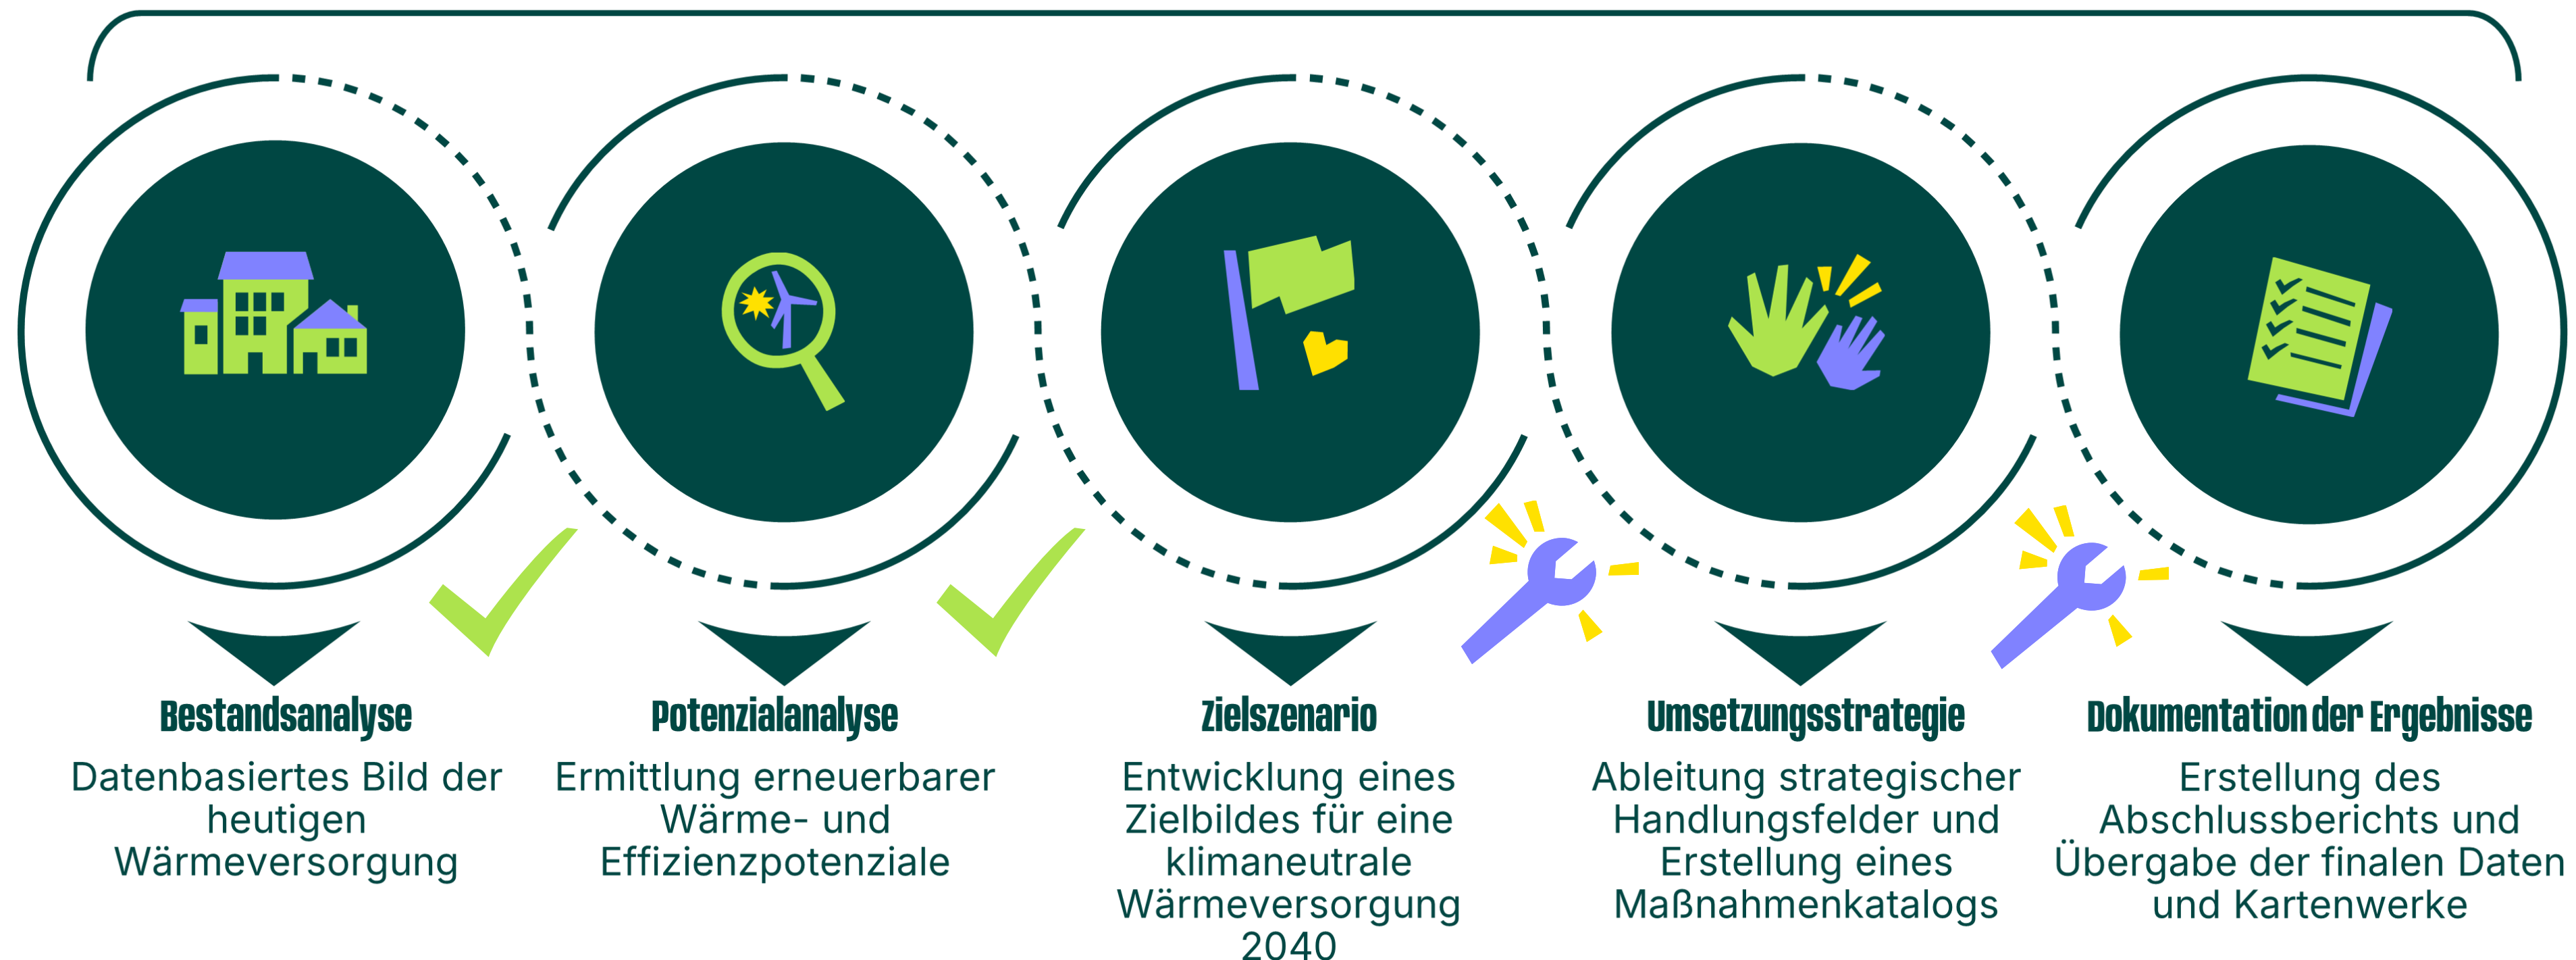 Bestandsanalyse
Datenbasiertes Bild der
heutigen
Wärmeversorgung
Potenzialanalyse
Ermittlung erneuerbarer
Wärme- und
Effizienzpotenziale
Zielszenario
Entwicklung eines
Zielbildes für eine
klimaneutrale
Wärmeversorgung
2040
Umsetzungsstrategie
Ableitung strategischer
Handlungsfelder und
Erstellung eines
Maßnahmenkatalogs
Dokumentation der Ergebnisse
Erstellung des
Abschlussberichts und
Übergabe der finalen Daten
und Kartenwerke